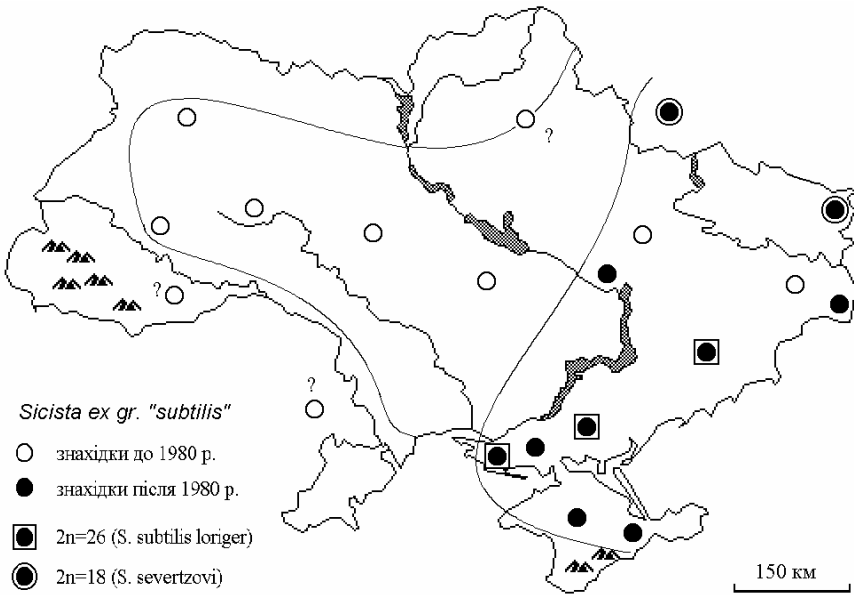 ?
?
?
Sicista ex gr. "subtilis"
знахідки до 1980 р.
знахідки після 1980 р.
2n=26 (S. subtilis loriger)
2n=18 (S. severtzovi)
150 км